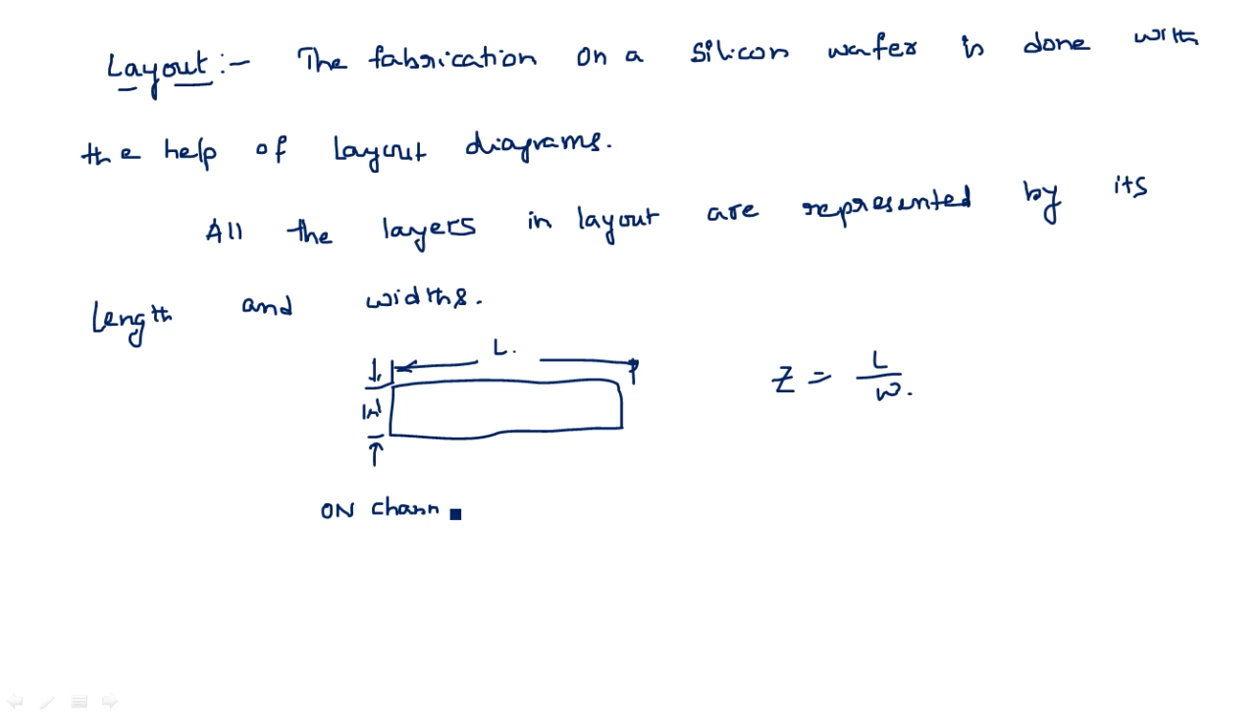 Layout :- The fabrication on a silicon wafer is done with
the help of layout diagrams.
All the layers in layout are represented by its
length and widths.
L.
W
Z = L / W.
ON chann